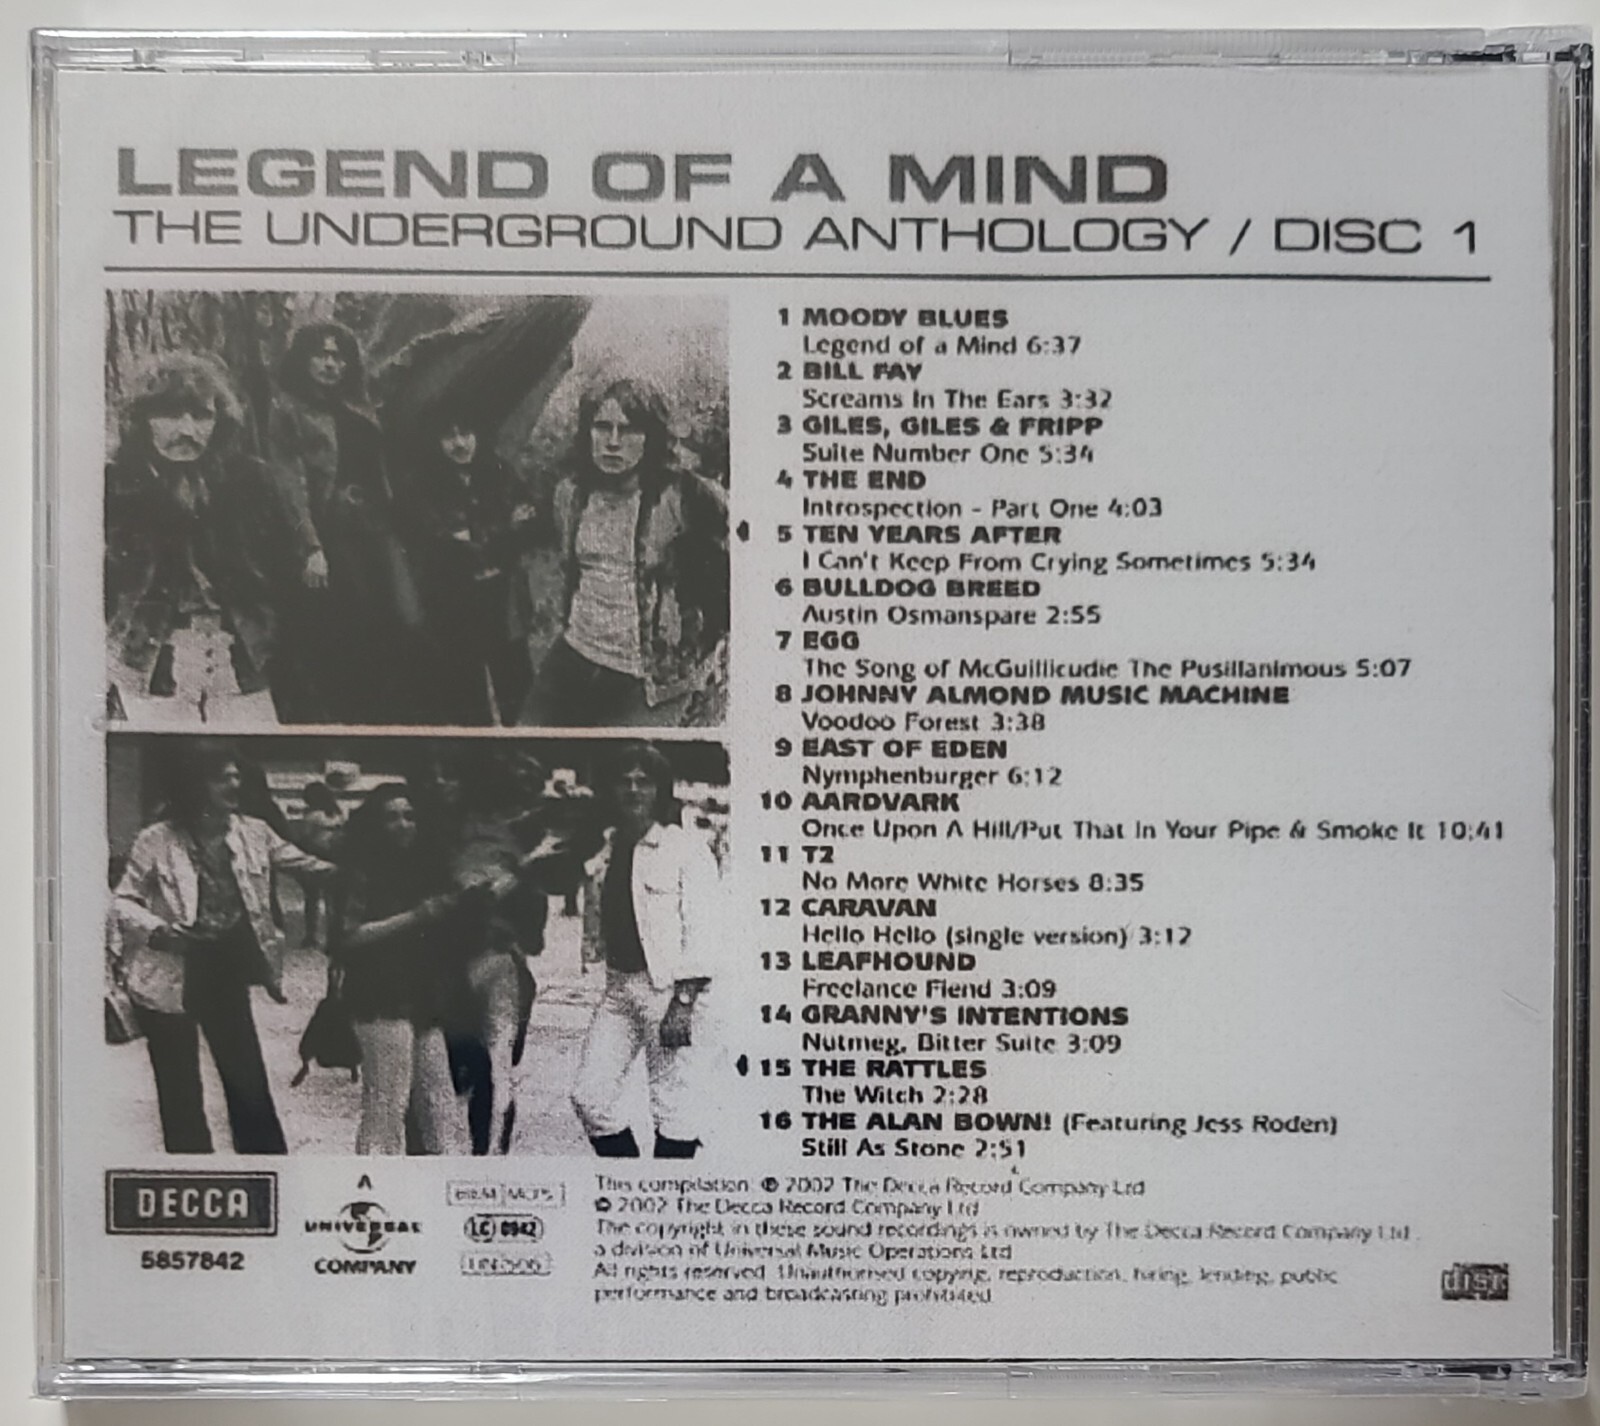 LEGEND OF A MIND
THE UNDERGROUND ANTHOLOGY / DISC 1
1 MOODY BLUES
Legend of a Mind 6:37
2 BILL FAY
Screams In The Ears 3:32
3 GILES, GILES & FRIPP
Suite Number One 5:34
4 THE END
Introspection - Part One 4:03
5 TEN YEARS AFTER
I Can't Keep From Crying Sometimes 5:34
6 BULLDOG BREED
Austin Osmanspare 2:55
7 EGG
The Song of McGuillicudie The Pusillanimous 5:07
8 JOHNNY ALMOND MUSIC MACHINE
Voodoo Forest 3:38
9 EAST OF EDEN
Nymphenburger 6:12
10 AARDVARK
Once Upon A Hill/Put That In Your Pipe & Smoke It 10:41
11 T2
No More White Horses 8:35
12 CARAVAN
Hello Hello (single version) 3:12
13 LEAFHOUND
Freelance Fiend 3:09
14 GRANNY'S INTENTIONS
Nutmeg, Bitter Suite 3:09
15 THE RATTLES
The Witch 2:28
16 THE ALAN BOWN! (Featuring Jess Roden)
Still As Stone 2:51
DECCA
5857842
A
UNIVERSAL
COMPANY
LC 0942
This compilation ℗ 2002 The Decca Record Company Ltd
© 2002 The Decca Record Company Ltd
The copyright in these sound recordings is owned by The Decca Record Company Ltd.
a division of Universal Music Operations Ltd
All rights reserved. Unauthorised copying, reproduction, hiring, lending, public
performance and broadcasting prohibited.
disc